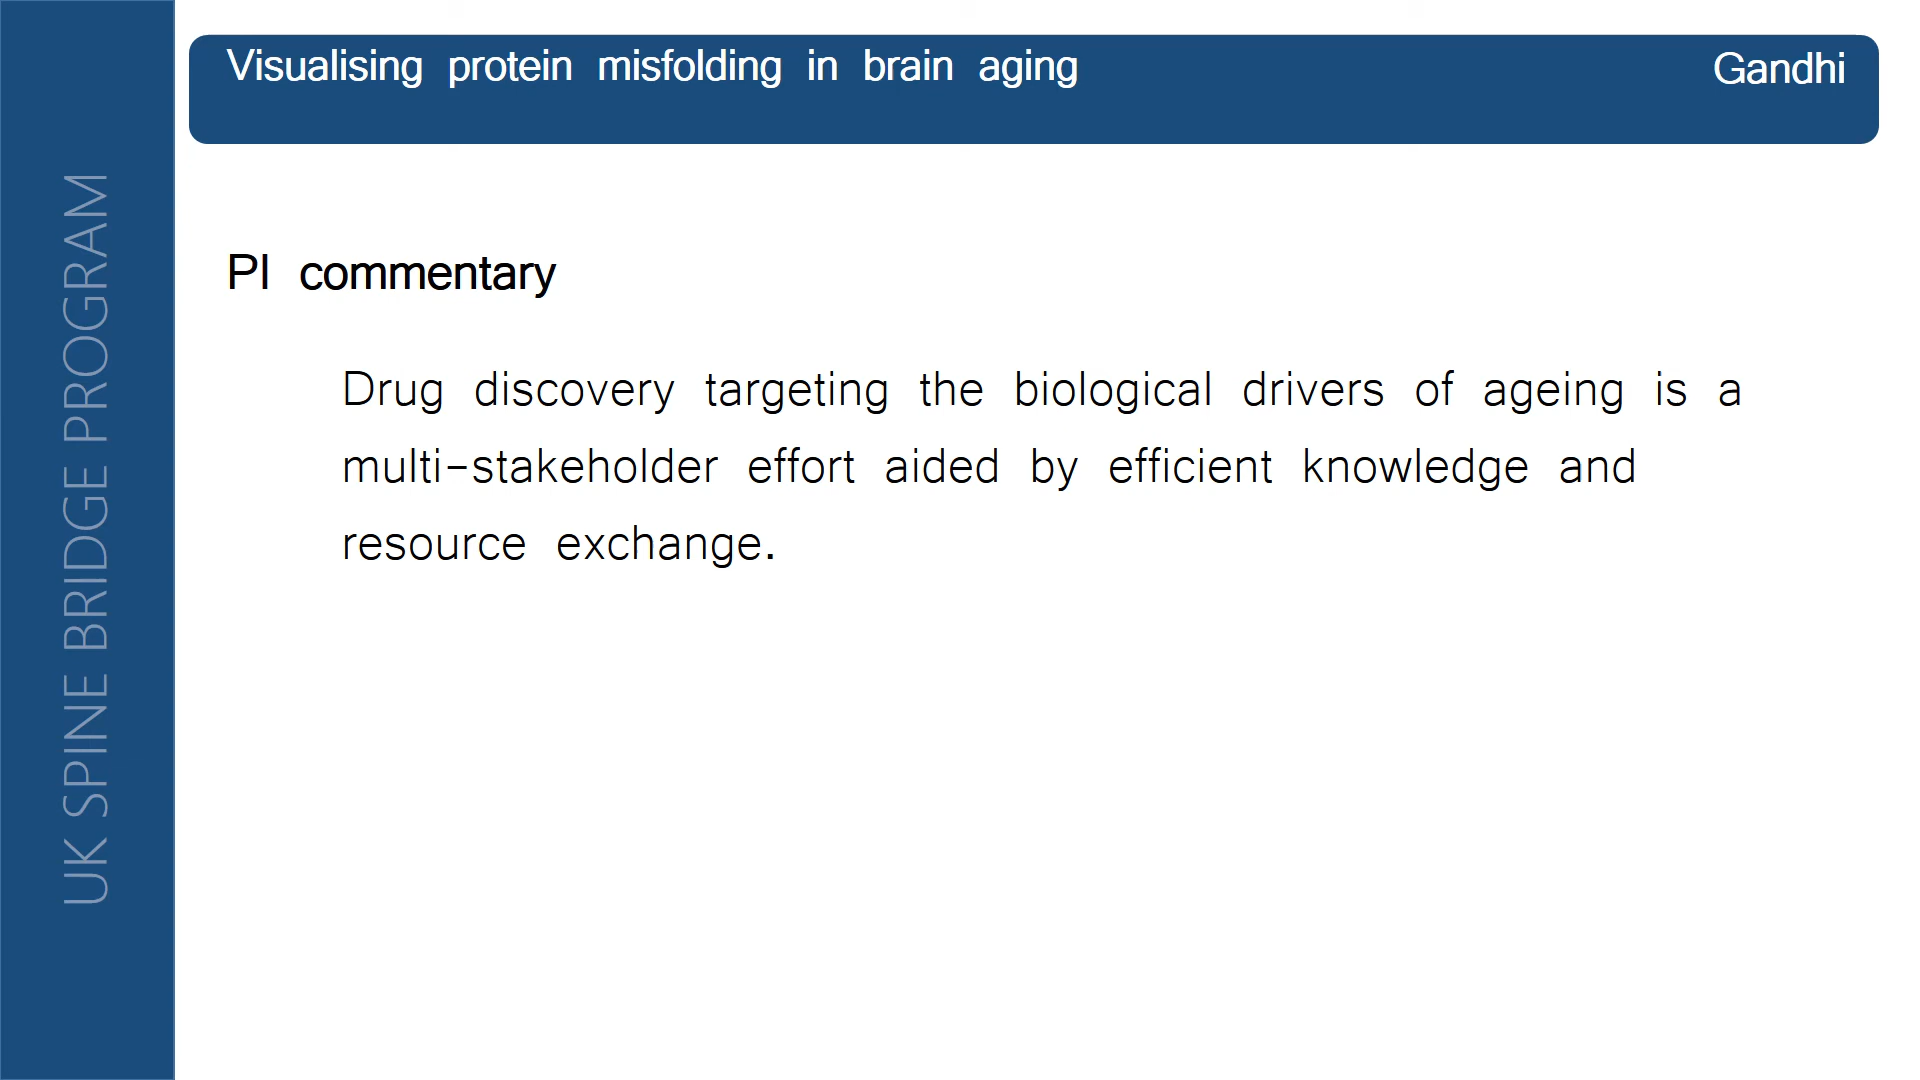 Visualising protein misfolding in brain aging
Gandhi
UK SPINE BRIDGE PROGRAM
PI commentary
Drug discovery targeting the biological drivers of ageing is a
multi-stakeholder effort aided by efficient knowledge and
resource exchange.